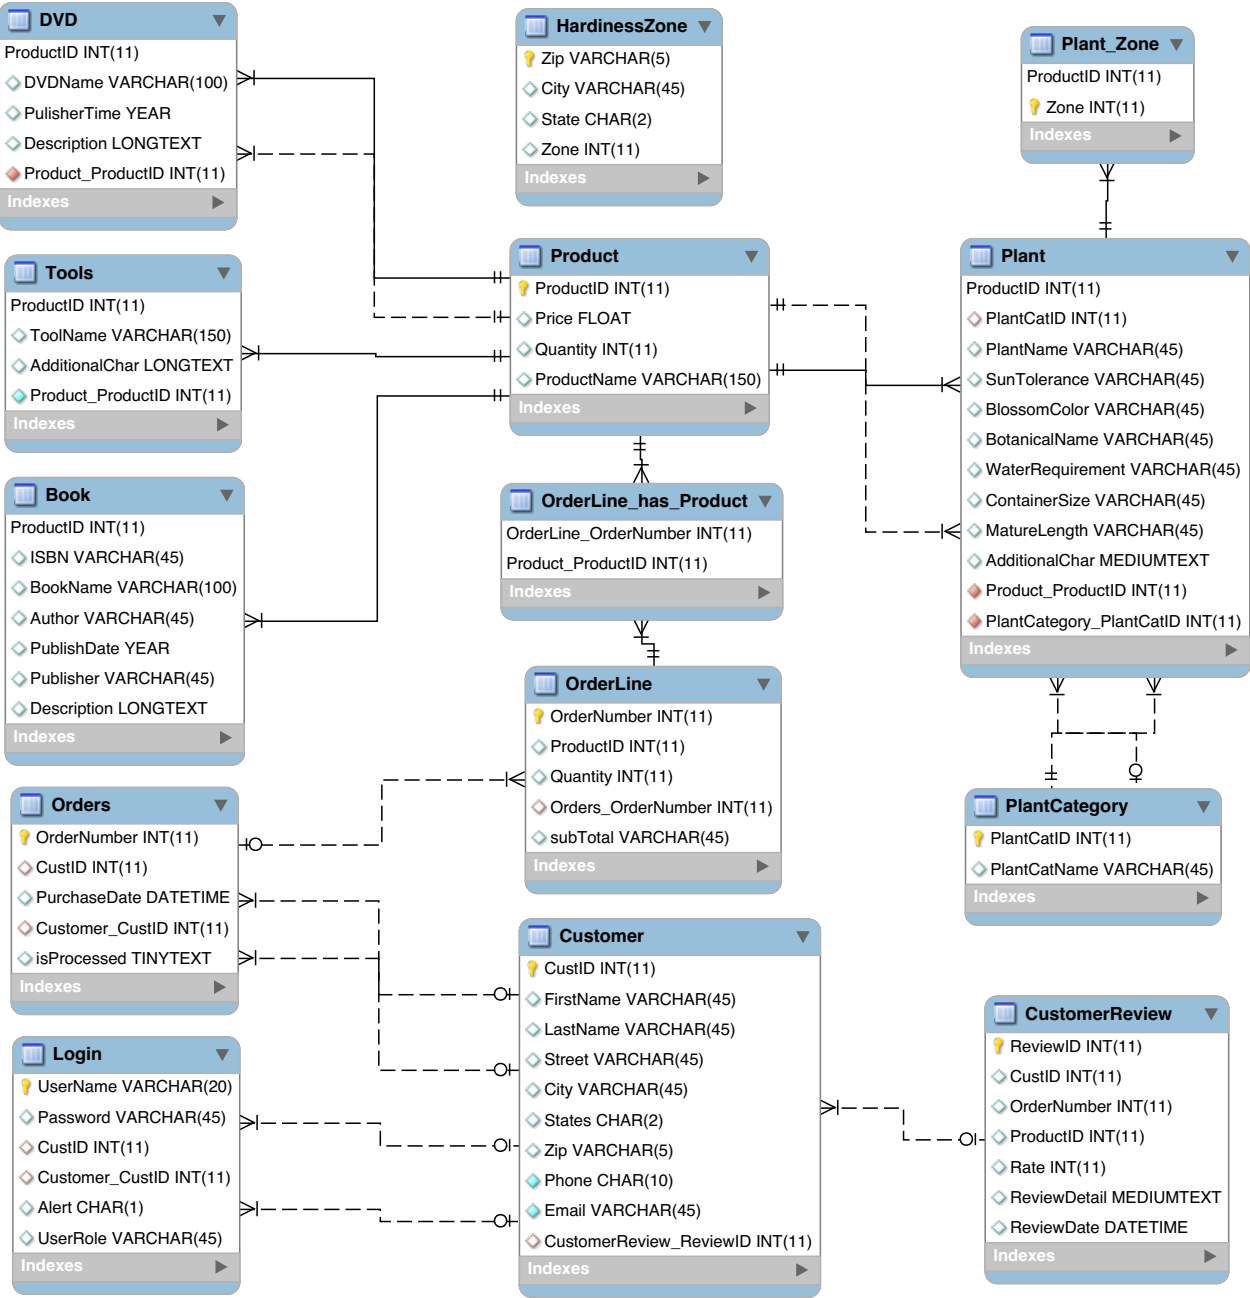 DVD
ProductID INT(11)
DVDName VARCHAR(100)
PulisherTime YEAR
Description LONGTEXT
Product_ProductID INT(11)
Indexes
HardinessZone
Zip VARCHAR(5)
City VARCHAR(45)
State CHAR(2)
Zone INT(11)
Indexes
Plant_Zone
ProductID INT(11)
Zone INT(11)
Indexes
Tools
ProductID INT(11)
ToolName VARCHAR(150)
AdditionalChar LONGTEXT
Product_ProductID INT(11)
Indexes
Product
ProductID INT(11)
Price FLOAT
Quantity INT(11)
ProductName VARCHAR(150)
Indexes
Plant
ProductID INT(11)
PlantCatID INT(11)
PlantName VARCHAR(45)
SunTolerance VARCHAR(45)
BlossomColor VARCHAR(45)
BotanicalName VARCHAR(45)
WaterRequirement VARCHAR(45)
ContainerSize VARCHAR(45)
MatureLength VARCHAR(45)
AdditionalChar MEDIUMTEXT
Product_ProductID INT(11)
PlantCategory_PlantCatID INT(11)
Indexes
Book
ProductID INT(11)
ISBN VARCHAR(45)
BookName VARCHAR(100)
Author VARCHAR(45)
PublishDate YEAR
Publisher VARCHAR(45)
Description LONGTEXT
Indexes
OrderLine_has_Product
OrderLine_OrderNumber INT(11)
Product_ProductID INT(11)
Indexes
OrderLine
OrderNumber INT(11)
ProductID INT(11)
Quantity INT(11)
Orders_OrderNumber INT(11)
subTotal VARCHAR(45)
Indexes
Orders
OrderNumber INT(11)
CustID INT(11)
PurchaseDate DATETIME
Customer_CustID INT(11)
isProcessed TINYTEXT
Indexes
PlantCategory
PlantCatID INT(11)
PlantCatName VARCHAR(45)
Indexes
Customer
CustID INT(11)
FirstName VARCHAR(45)
LastName VARCHAR(45)
Street VARCHAR(45)
City VARCHAR(45)
States CHAR(2)
Zip VARCHAR(5)
Phone CHAR(10)
Email VARCHAR(45)
CustomerReview_ReviewID INT(11)
Indexes
Login
UserName VARCHAR(20)
Password VARCHAR(45)
CustID INT(11)
Customer_CustID INT(11)
Alert CHAR(1)
UserRole VARCHAR(45)
Indexes
CustomerReview
ReviewID INT(11)
CustID INT(11)
OrderNumber INT(11)
ProductID INT(11)
Rate INT(11)
ReviewDetail MEDIUMTEXT
ReviewDate DATETIME
Indexes